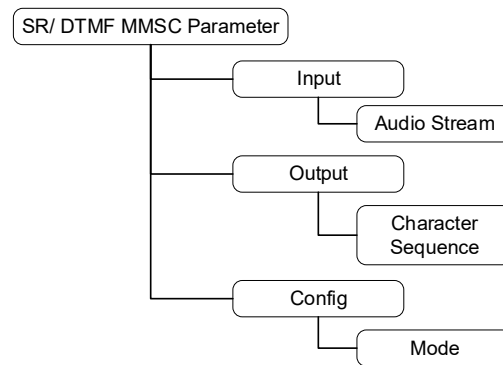 SR/ DTMF MMSC Parameter
Input
Audio Stream
Output
Character
Sequence
Config
Mode